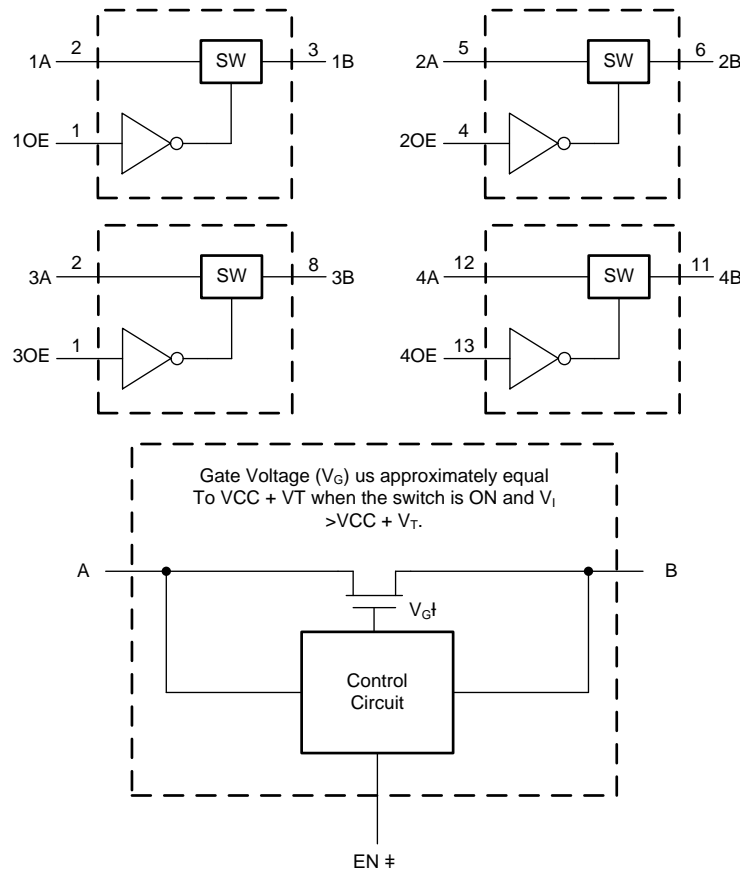 1A 2 SW 3 1B
1OE 1
2A 5 SW 6 2B
2OE 4
3A 2 SW 8 3B
3OE 1
4A 12 SW 11 4B
4OE 13
Gate Voltage (VG) us approximately equal
To VCC + VT when the switch is ON and VI
>VCC + VT.
A
B
VG‡
Control
Circuit
EN ‡